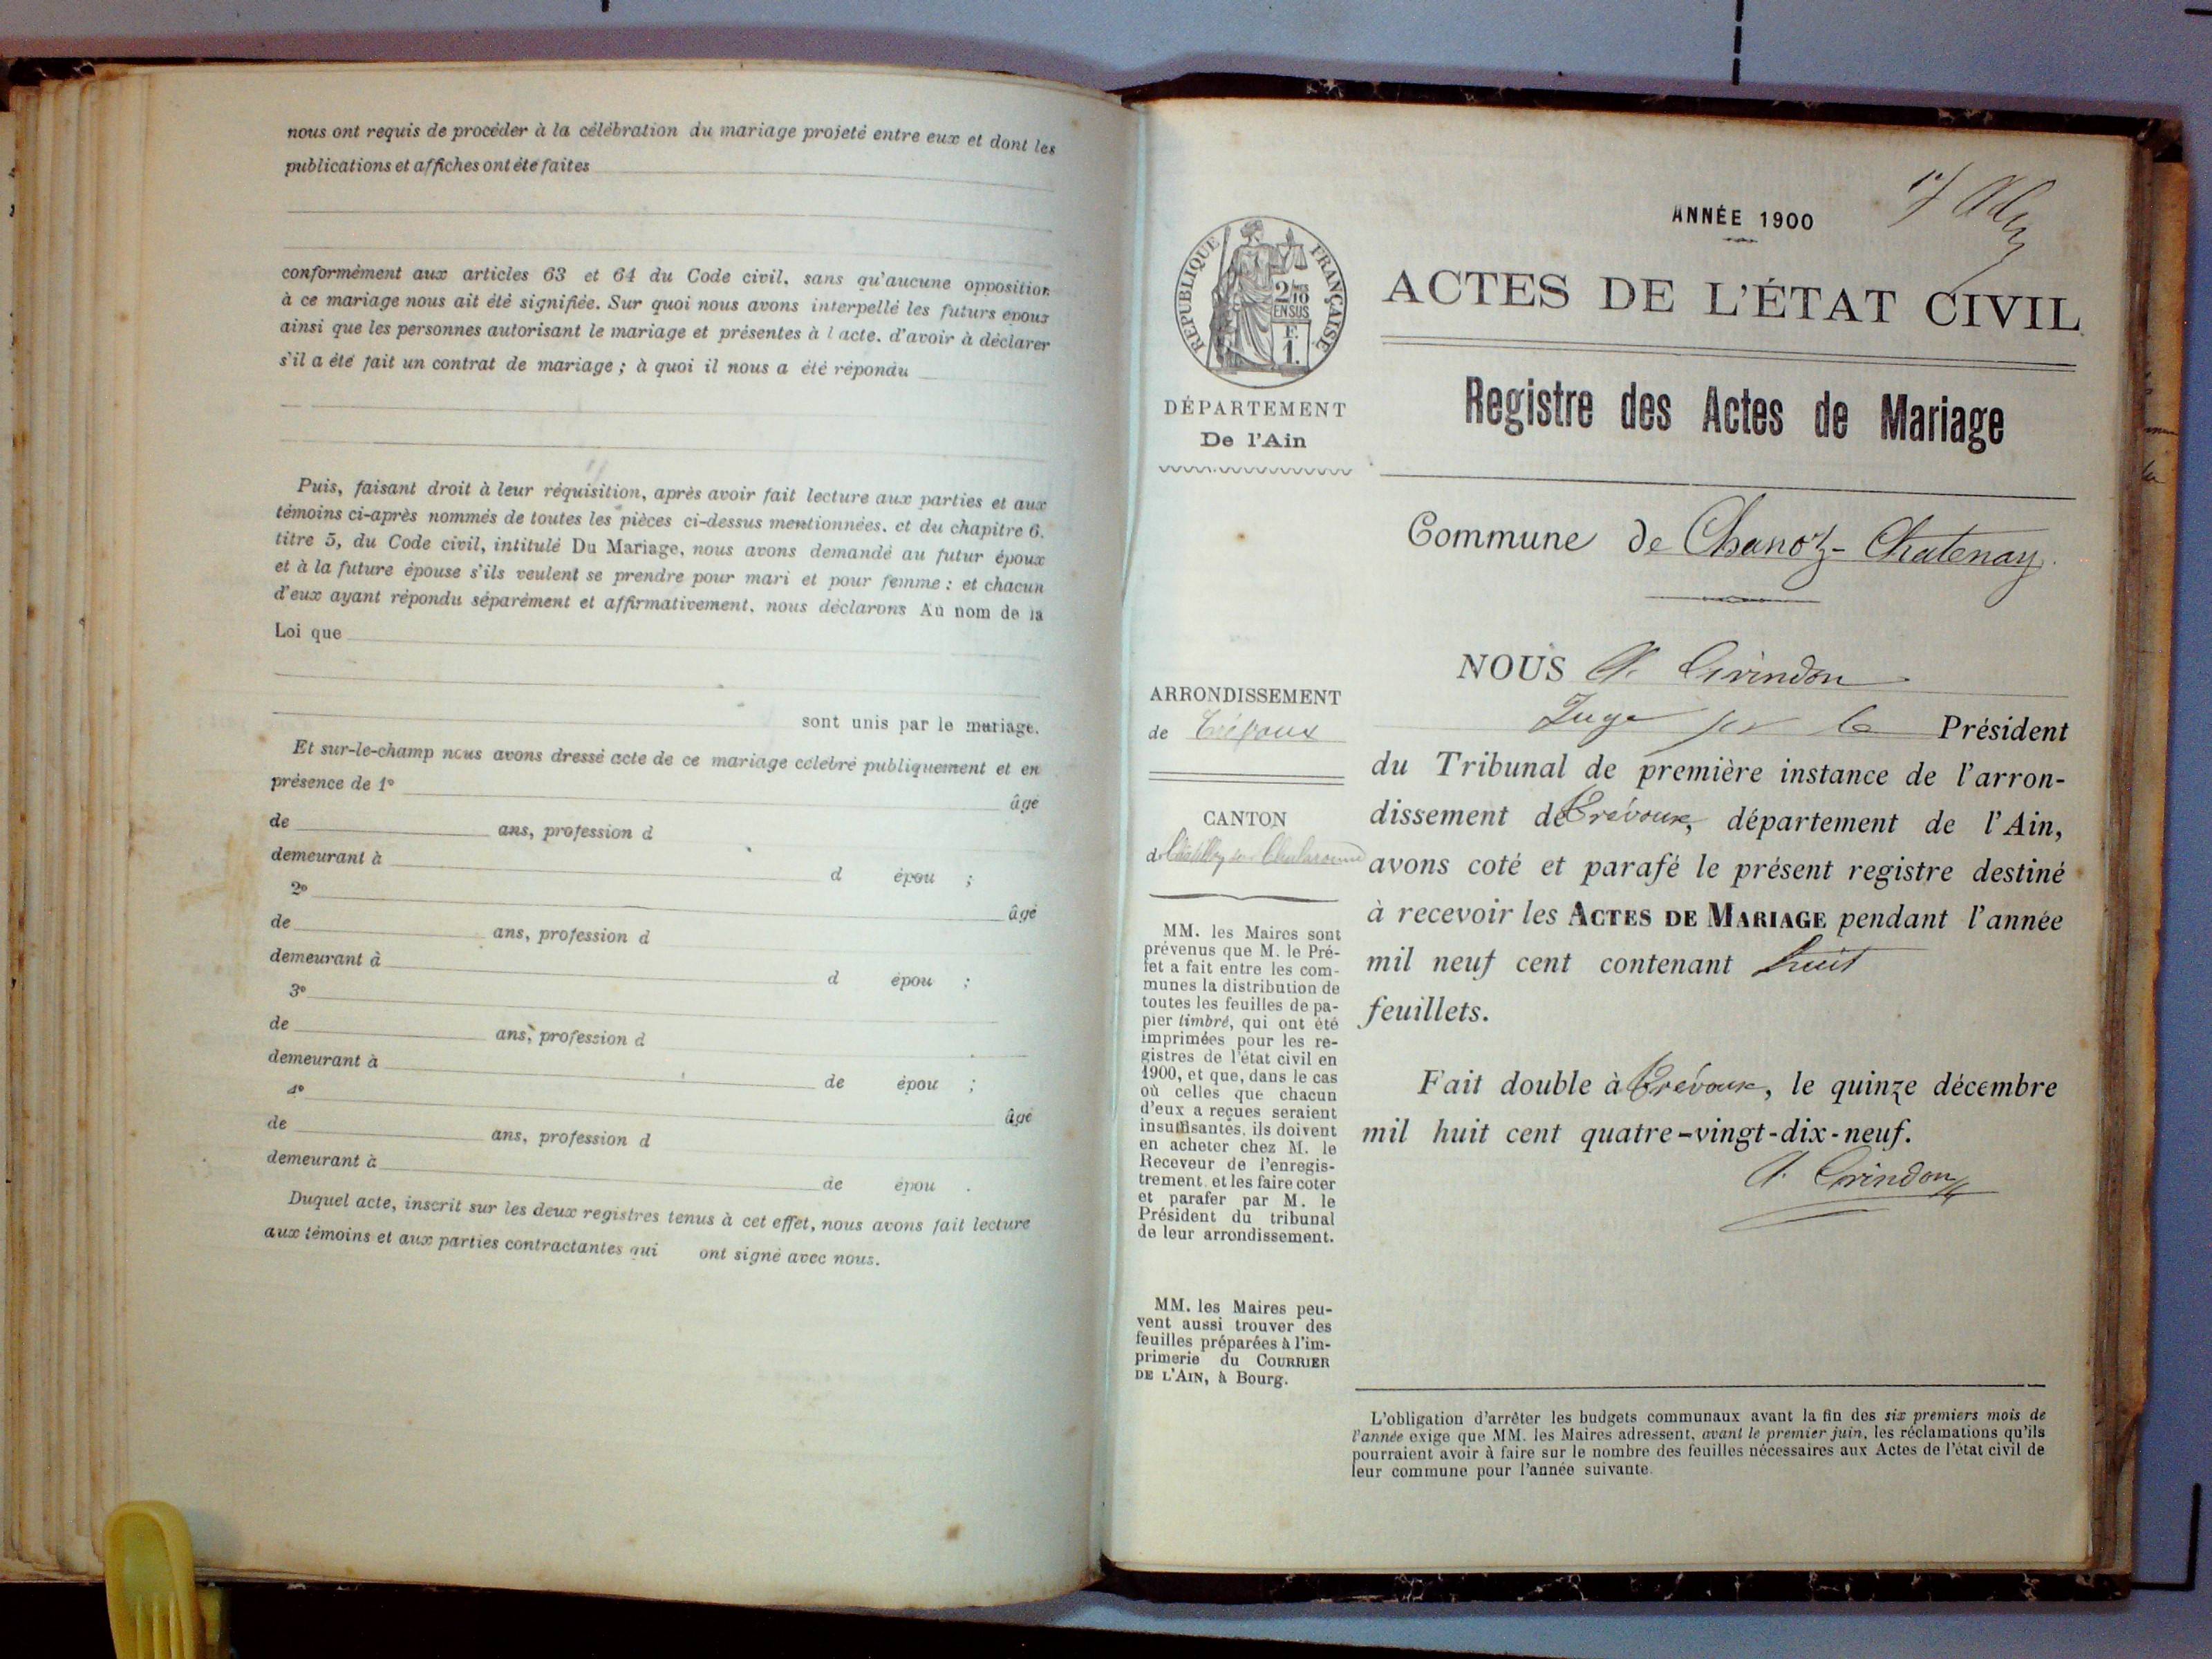 nous ont requis de procéder à la célébration du mariage projeté entre eux et dont les
publications et affiches ont été faites
conformément aux articles 63 et 64 du Code civil, sans qu'aucune opposition
à ce mariage nous ait été signifiée. Sur quoi nous avons interpellé les futurs époux
ainsi que les personnes autorisant le mariage et présentes à l'acte, d'avoir à déclarer
s'il a été fait un contrat de mariage ; à quoi il nous a été répondu
Puis, faisant droit à leur réquisition, après avoir fait lecture aux parties et aux
témoins ci-après nommés de toutes les pièces ci-dessus mentionnées, et du chapitre 6,
titre 5, du Code civil, intitulé Du Mariage, nous avons demandé au futur époux
et à la future épouse s'ils veulent se prendre pour mari et pour femme ; et chacun
d'eux ayant répondu séparément et affirmativement, nous déclarons Au nom de la
Loi que
sont unis par le mariage.
Et sur-le-champ nous avons dressé acte de ce mariage célébré publiquement et en
présence de 1º
âgé
de ans, profession d
demeurant à d épou ;
2º âgé
de ans, profession d
demeurant à d épou ;
3º
de ans, profession d
demeurant à de épou ;
4º âgé
de ans, profession d
demeurant à de épou .
Duquel acte, inscrit sur les deux registres tenus à cet effet, nous avons fait lecture
aux témoins et aux parties contractantes qui ont signé avec nous.
ANNÉE 1900
RÉPUBLIQUE FRANÇAISE
2/10
EN SUS
F.
1.
ACTES DE L'ÉTAT CIVIL
DÉPARTEMENT
De l'Ain
Registre des Actes de Mariage
Commune de Chanoz-Chatenay.
ARRONDISSEMENT
de Trévoux
CANTON
de Châtillon sur Chalaronne
MM. les Maires sont
prévenus que M. le Pré-
fet a fait entre les com-
munes la distribution de
toutes les feuilles de pa-
pier timbré, qui ont été
imprimées pour les re-
gistres de l'état civil en
1900, et que, dans le cas
où celles que chacun
d'eux a reçues seraient
insuffisantes, ils doivent
en acheter chez M. le
Receveur de l'enregis-
trement, et les faire coter
et parafer par M. le
Président du tribunal
de leur arrondissement.
MM. les Maires peu-
vent aussi trouver des
feuilles préparées à l'im-
primerie du COURRIER
DE L'AIN, à Bourg.
NOUS A. Grindon
Juge pr le Président
du Tribunal de première instance de l'arron-
dissement de Trévoux, département de l'Ain,
avons coté et parafé le présent registre destiné
à recevoir les ACTES DE MARIAGE pendant l'année
mil neuf cent contenant huit
feuillets.
Fait double à Trévoux, le quinze décembre
mil huit cent quatre-vingt-dix-neuf.
A. Grindon
L'obligation d'arrêter les budgets communaux avant la fin des six premiers mois de
l'année exige que MM. les Maires adressent, avant le premier juin, les réclamations qu'ils
pourraient avoir à faire sur le nombre des feuilles nécessaires aux Actes de l'état civil de
leur commune pour l'année suivante.